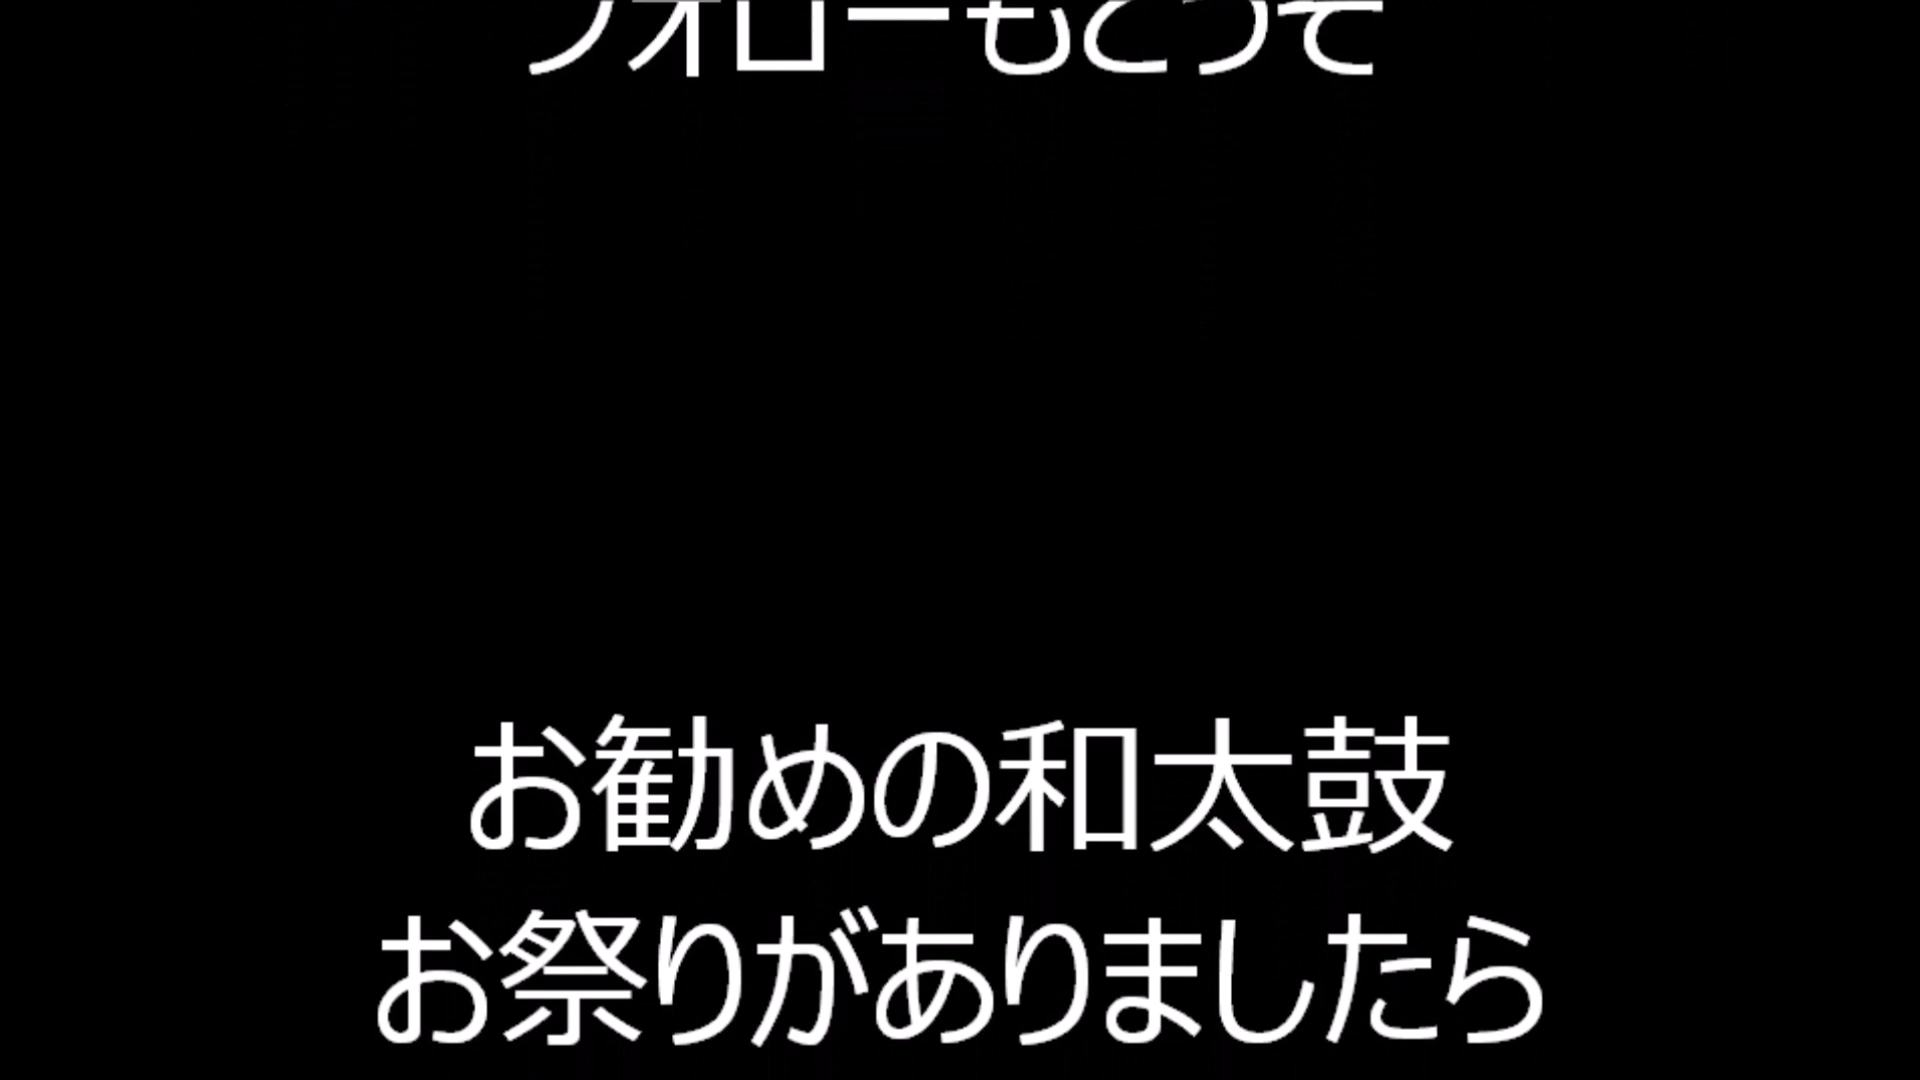 フォローもどうぞ
お勧めの和太鼓
お祭りがありましたら